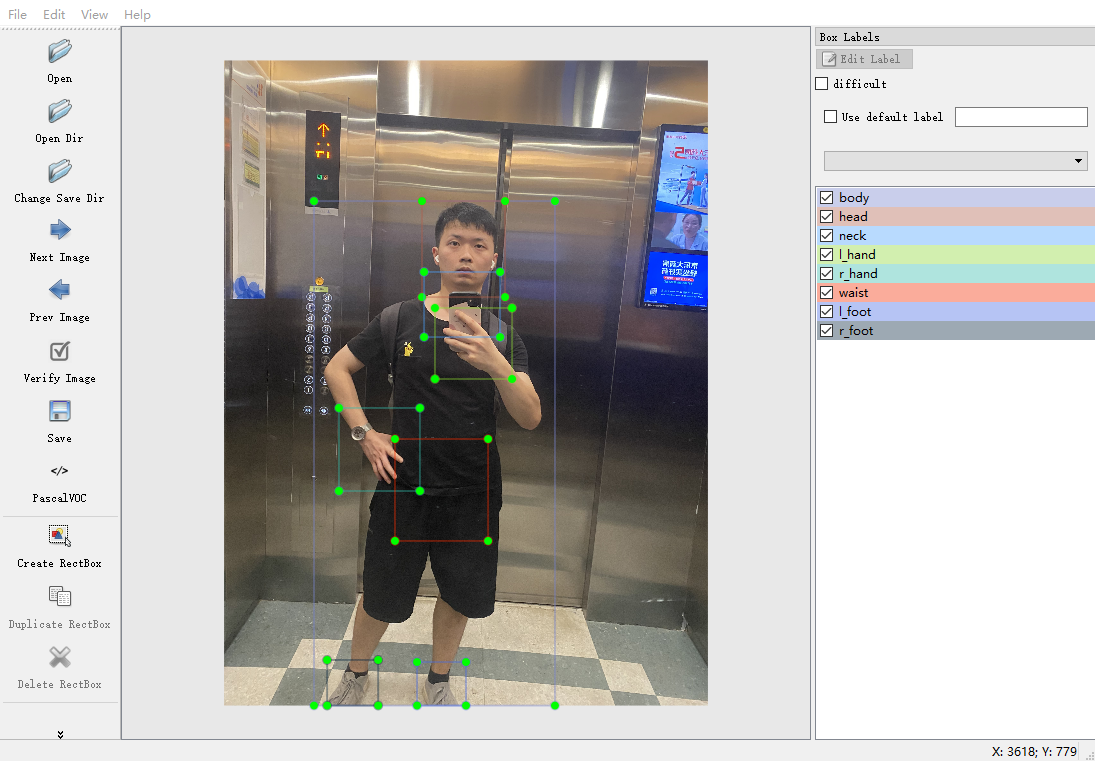 File Edit View Help
Open
Open Dir
Change Save Dir
Next Image
Prev Image
Verify Image
Save
</>
PascalVOC
Create RectBox
Duplicate RectBox
Delete RectBox
Box Labels
Edit Label
difficult
Use default label
body
head
neck
l_hand
r_hand
waist
l_foot
r_foot
X: 3618; Y: 779